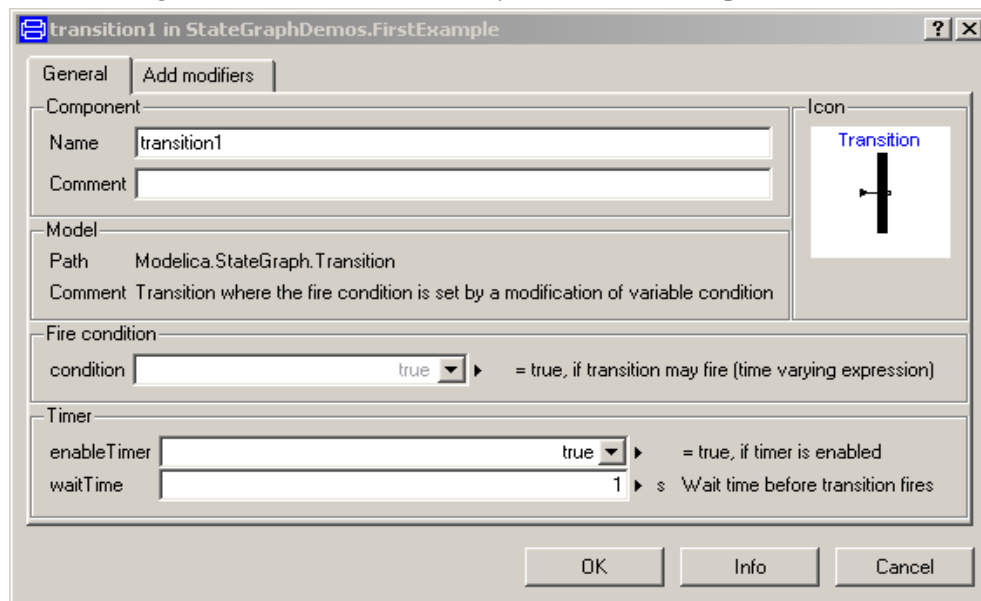 transition1 in StateGraphDemos.FirstExample
General
Add modifiers
Component
Icon
Name
transition1
Transition
Comment
Model
Path Modelica.StateGraph.Transition
Comment Transition where the fire condition is set by a modification of variable condition
Fire condition
condition true = true, if transition may fire (time varying expression)
Timer
enableTimer true = true, if timer is enabled
waitTime 1 s Wait time before transition fires
OK
Info
Cancel